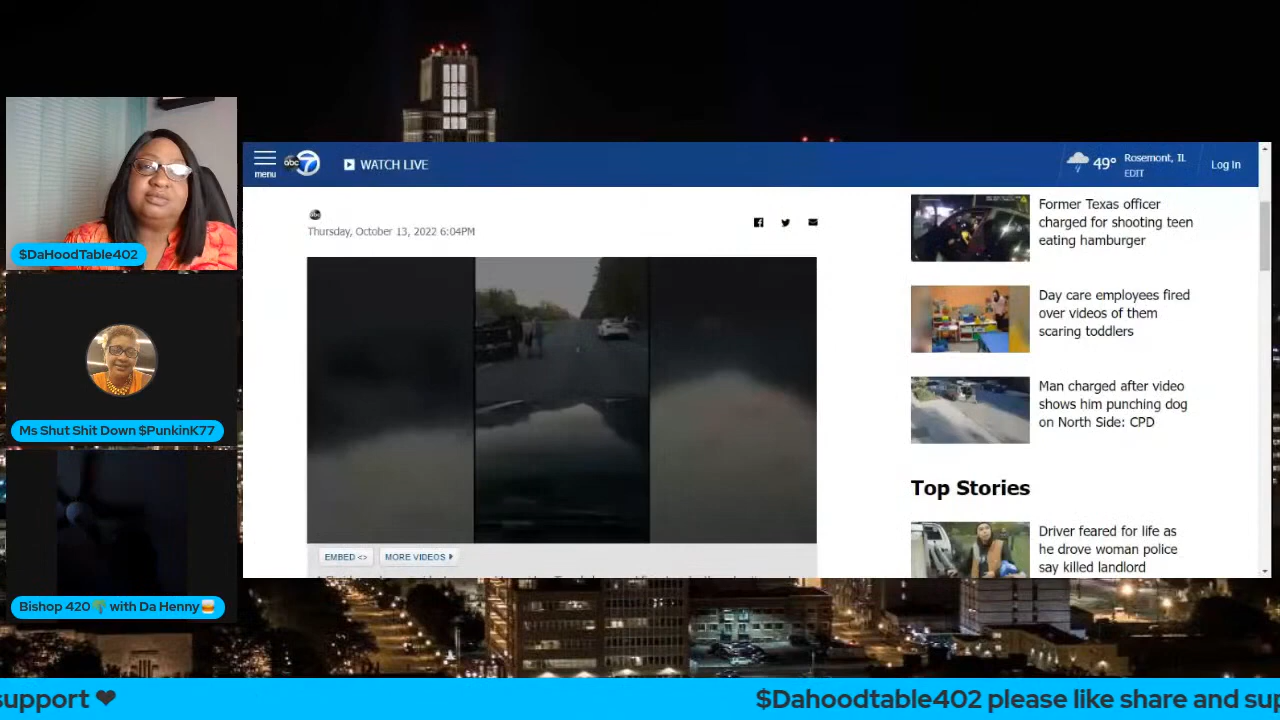 menu
abc 7
WATCH LIVE
49°
Rosemont, IL
EDIT
Log In
abc
Thursday, October 13, 2022 6:04PM
EMBED <>
MORE VIDEOS
Former Texas officer
charged for shooting teen
eating hamburger
Day care employees fired
over videos of them
scaring toddlers
Man charged after video
shows him punching dog
on North Side: CPD
Top Stories
Driver feared for life as
he drove woman police
say killed landlord
$DaHoodTable402
Ms Shut Shit Down $PunkinK77
Bishop 420🌴 with Da Henny🥃
support ❤
$Dahoodtable402 please like share and sup